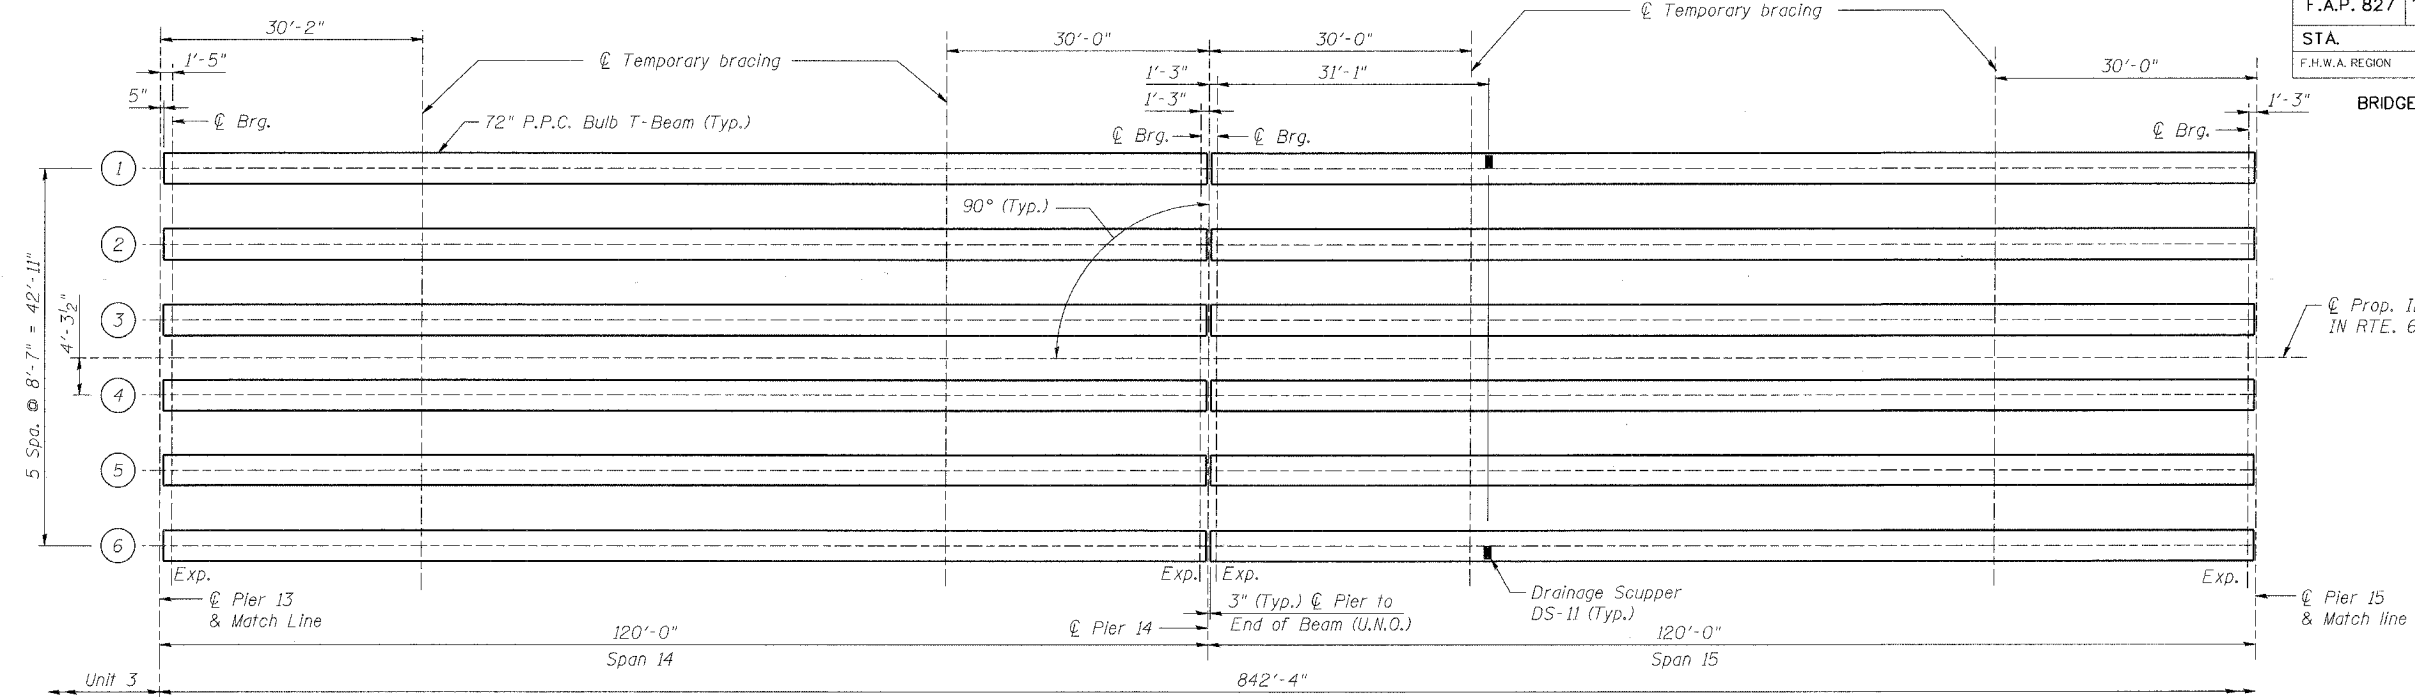 ℄ Temporary bracing
F.A.P. 827
STA.
F.H.W.A. REGION
BRIDGE
30'-2"
1'-5"
5"
℄ Brg.
℄ Temporary bracing
72" P.P.C. Bulb T-Beam (Typ.)
30'-0"
30'-0"
1'-3"
31'-1"
1'-3"
℄ Brg.
℄ Brg.
30'-0"
1'-3"
℄ Brg.
90° (Typ.)
1
2
3
4
5
6
5 Spa. @ 8'-7" = 42'-11"
4'-3½"
℄ Prop.
IN RTE.
Exp.
Exp.
Exp.
Exp.
℄ Pier 13
& Match Line
℄ Pier 14
3" (Typ.) ℄ Pier to
End of Beam (U.N.O.)
Drainage Scupper
DS-11 (Typ.)
℄ Pier 15
& Match line
120'-0"
Span 14
120'-0"
Span 15
Unit 3
842'-4"